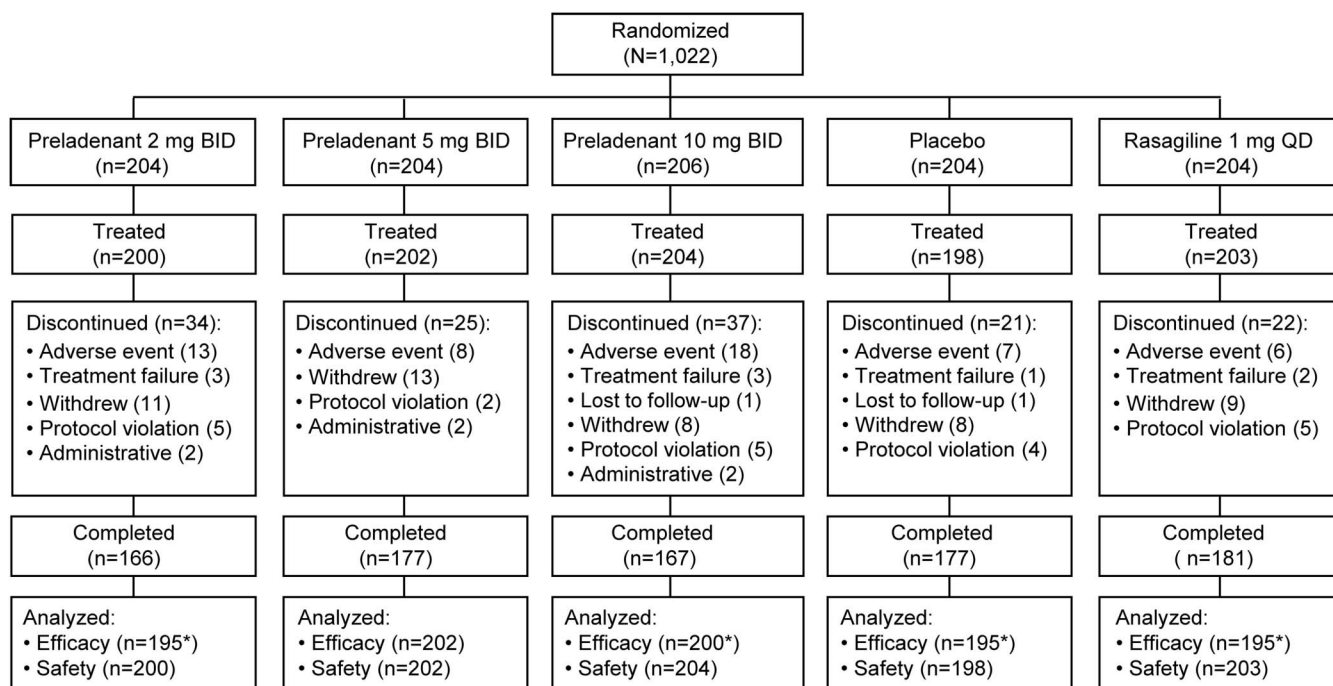 Randomized
(N=1,022)
Preladenant 2 mg BID
(n=204)
Preladenant 5 mg BID
(n=204)
Preladenant 10 mg BID
(n=206)
Placebo
(n=204)
Rasagiline 1 mg QD
(n=204)
Treated
(n=200)
Treated
(n=202)
Treated
(n=204)
Treated
(n=198)
Treated
(n=203)
Discontinued (n=34):
• Adverse event (13)
• Treatment failure (3)
• Withdrew (11)
• Protocol violation (5)
• Administrative (2)
Discontinued (n=25):
• Adverse event (8)
• Withdrew (13)
• Protocol violation (2)
• Administrative (2)
Discontinued (n=37):
• Adverse event (18)
• Treatment failure (3)
• Lost to follow-up (1)
• Withdrew (8)
• Protocol violation (5)
• Administrative (2)
Discontinued (n=21):
• Adverse event (7)
• Treatment failure (1)
• Lost to follow-up (1)
• Withdrew (8)
• Protocol violation (4)
Discontinued (n=22):
• Adverse event (6)
• Treatment failure (2)
• Withdrew (9)
• Protocol violation (5)
Completed
(n=166)
Completed
(n=177)
Completed
(n=167)
Completed
(n=177)
Completed
( n=181)
Analyzed:
• Efficacy (n=195*)
• Safety (n=200)
Analyzed:
• Efficacy (n=202)
• Safety (n=202)
Analyzed:
• Efficacy (n=200*)
• Safety (n=204)
Analyzed:
• Efficacy (n=195*)
• Safety (n=198)
Analyzed:
• Efficacy (n=195*)
• Safety (n=203)